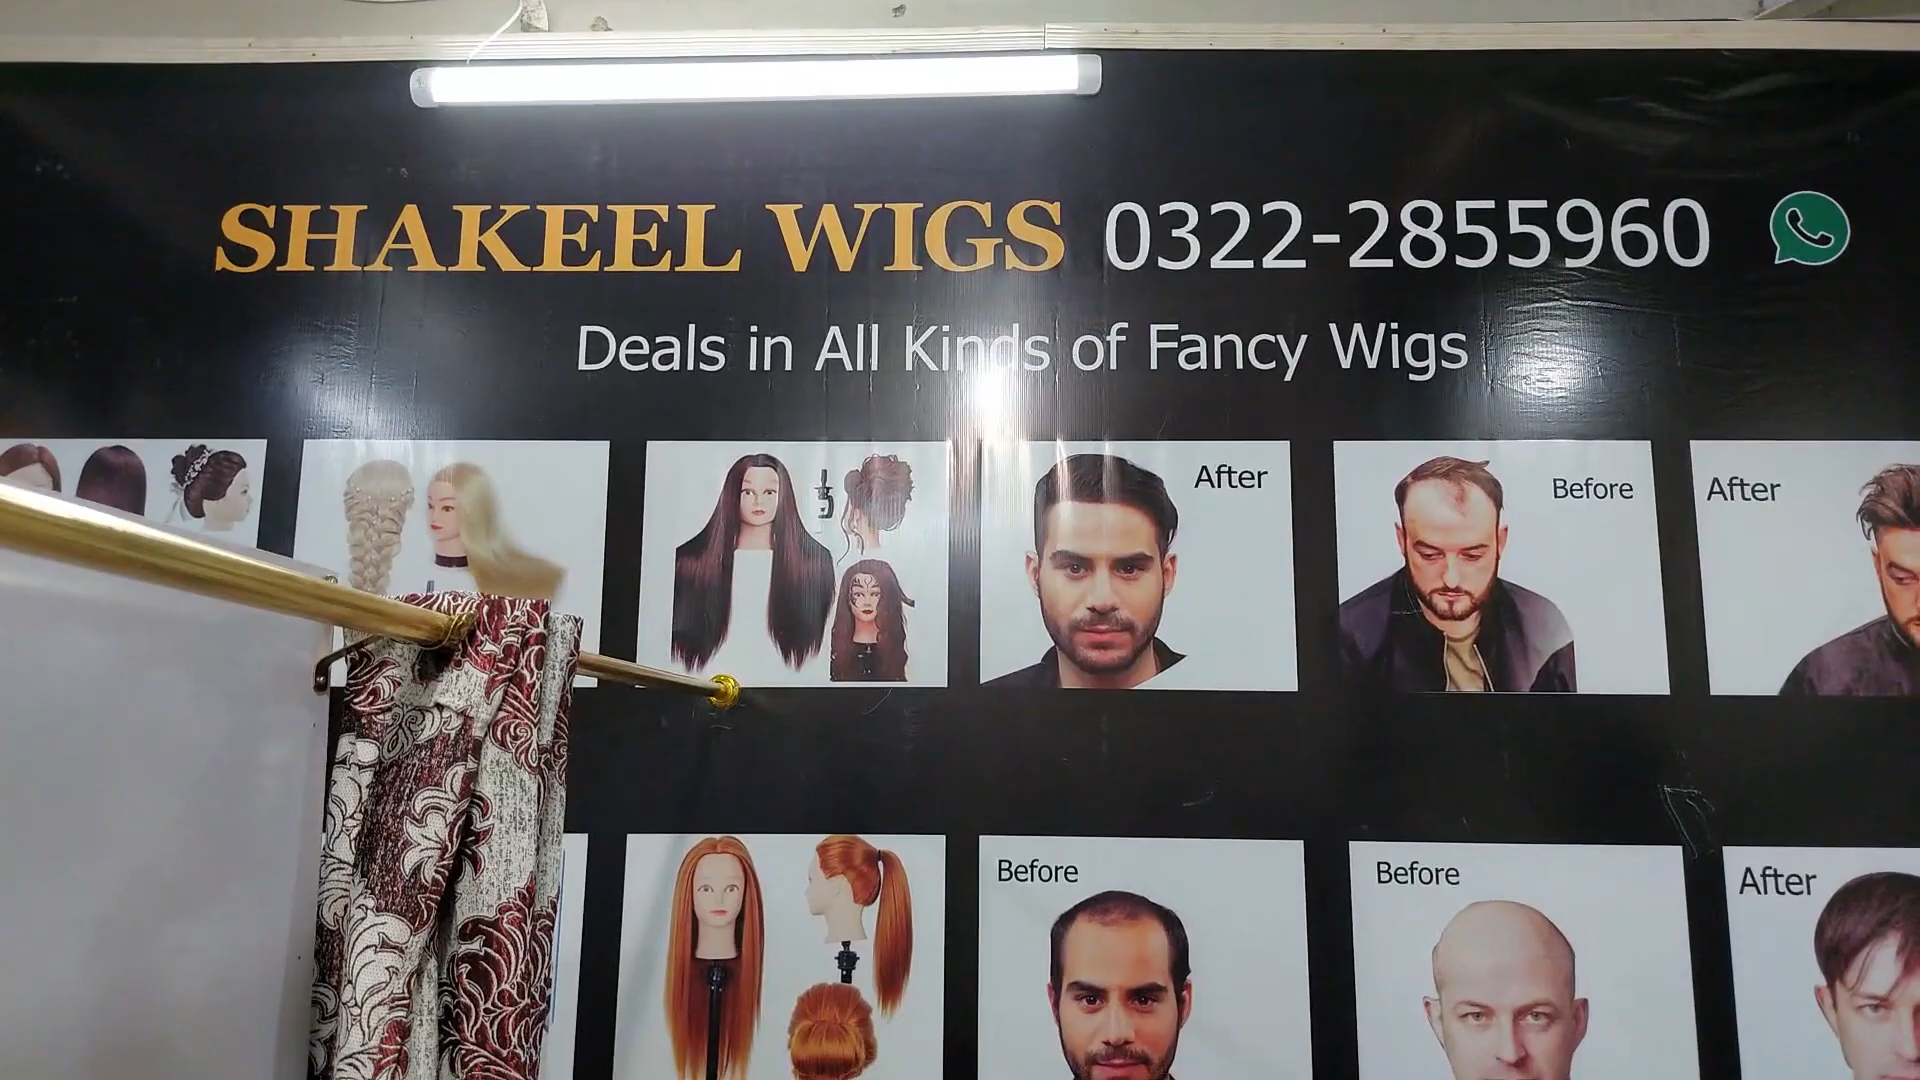 SHAKEEL WIGS 0322-2855960
Deals in All Kinds of Fancy Wigs
After
Before
After
Before
Before
After